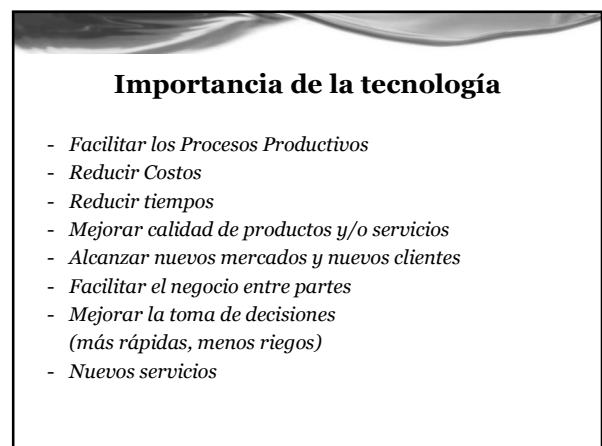 Importancia de la tecnología
- Facilitar los Procesos Productivos
- Reducir Costos
- Reducir tiempos
- Mejorar calidad de productos y/o servicios
- Alcanzar nuevos mercados y nuevos clientes
- Facilitar el negocio entre partes
- Mejorar la toma de decisiones
(más rápidas, menos riegos)
- Nuevos servicios